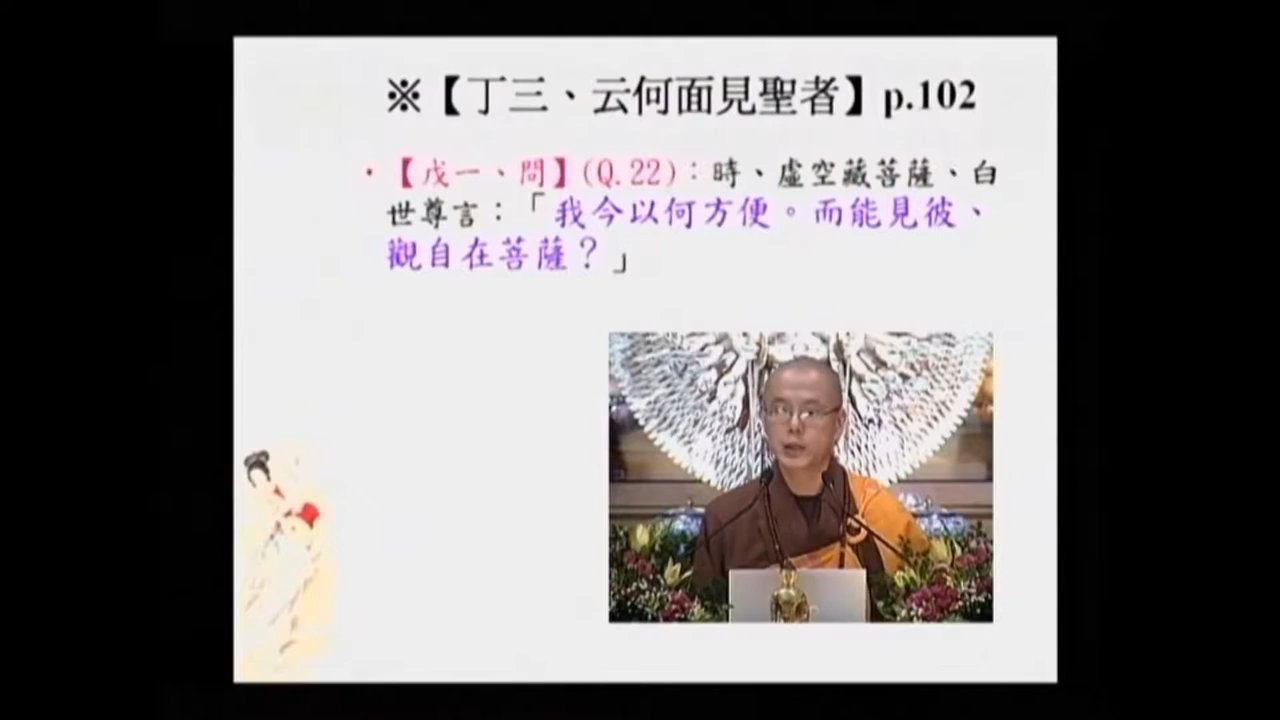 ※【丁三、云何面見聖者】p.102
·【戊一、問】(Q.22)：時、虛空藏菩薩、白
世尊言：「我今以何方便。而能見彼、
觀自在菩薩？」